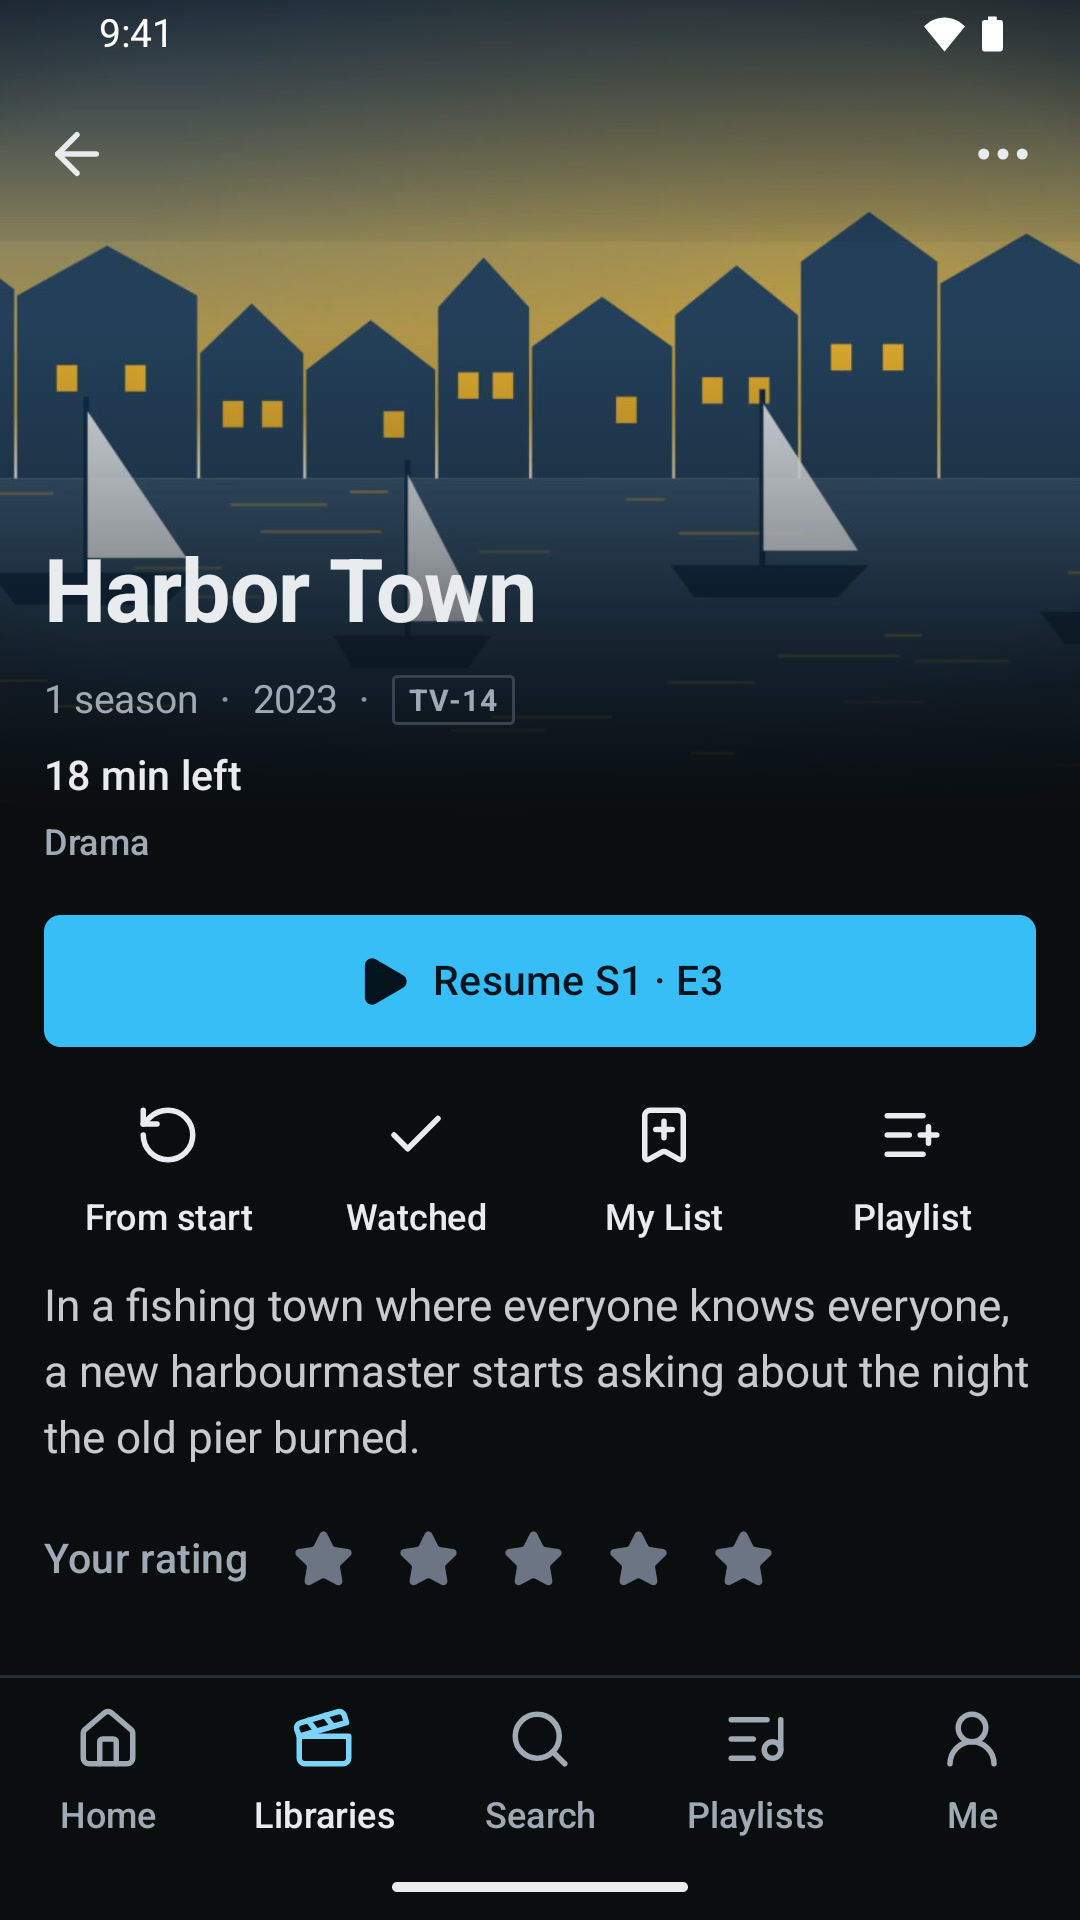 9:41
Harbor Town
1 season · 2023 · TV-14
18 min left
Drama
Resume S1 · E3
From start Watched My List Playlist
In a fishing town where everyone knows everyone,
a new harbourmaster starts asking about the night
the old pier burned.
Your rating
Home Libraries Search Playlists Me